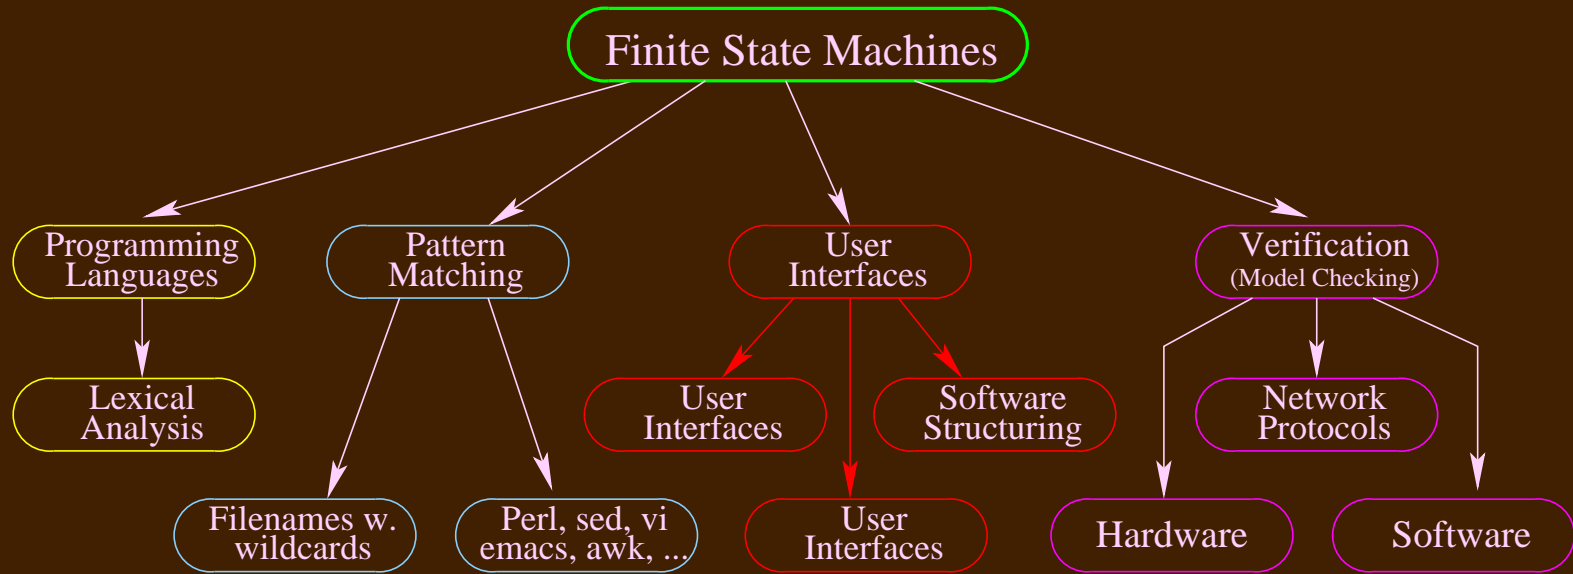 Finite State Machines
Programming
Languages
Pattern
Matching
User
Interfaces
Verification
(Model Checking)
Lexical
Analysis
User
Interfaces
Software
Structuring
Network
Protocols
Filenames w.
wildcards
Perl, sed, vi
emacs, awk, ...
User
Interfaces
Hardware
Software